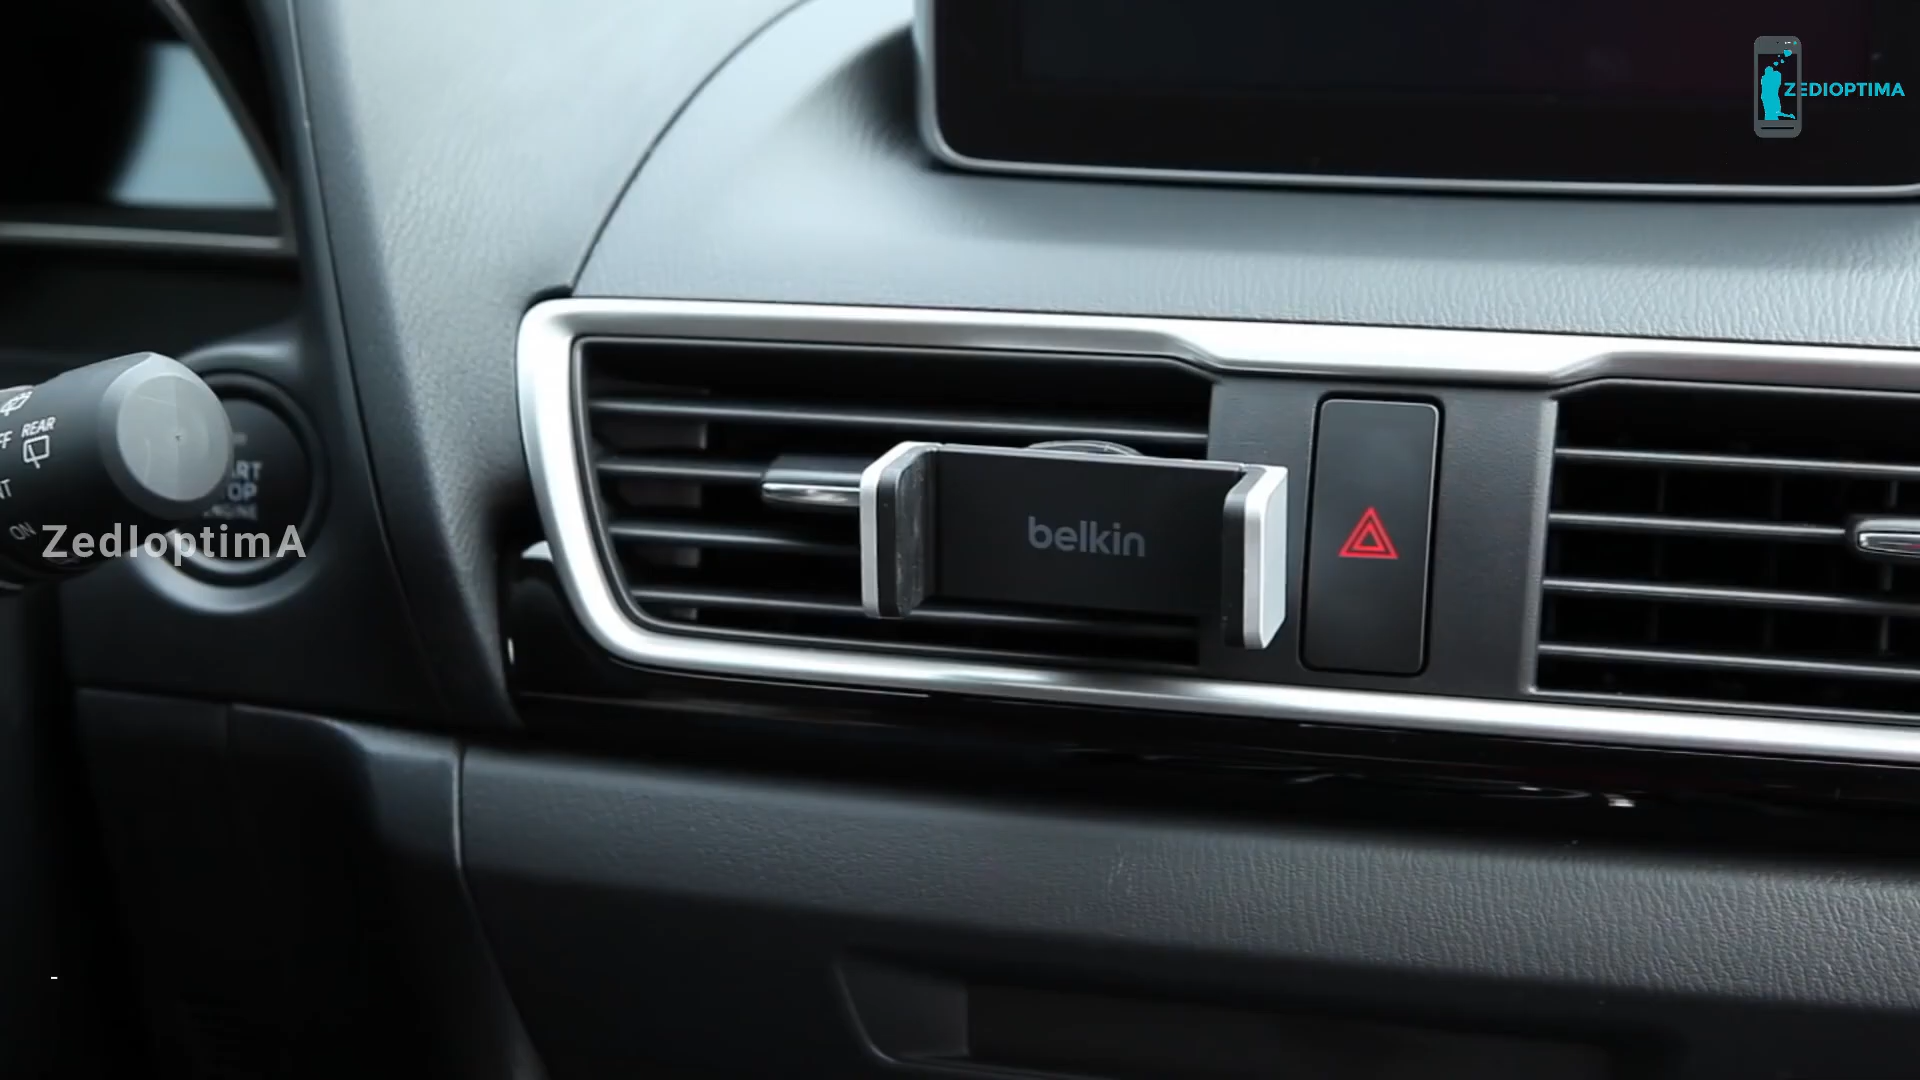 ZEDIOPTIMA
REAR
ON
ZedIoptimA
belkin
-